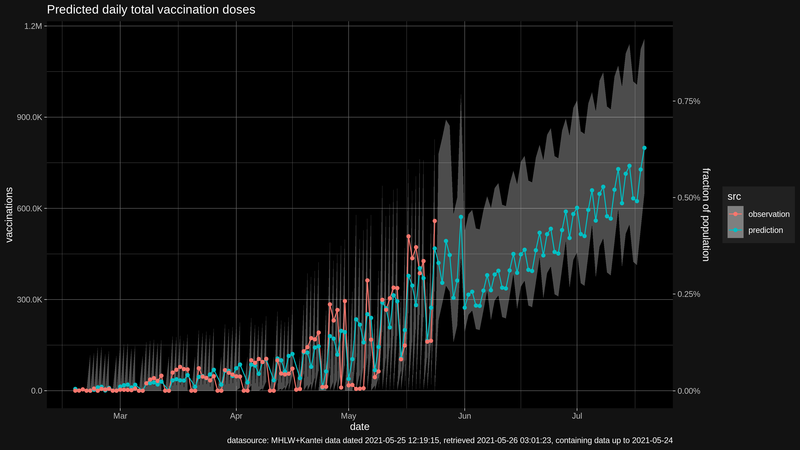 Predicted daily total vaccination doses
1.2M
900.0K
600.0K
300.0K
0.0
vaccinations
0.75%
0.50%
0.25%
0.00%
fraction of population
src
observation
prediction
Mar
Apr
May
Jun
Jul
date
datasource: MHLW+Kantei data dated 2021-05-25 12:19:15, retrieved 2021-05-26 03:01:23, containing data up to 2021-05-24